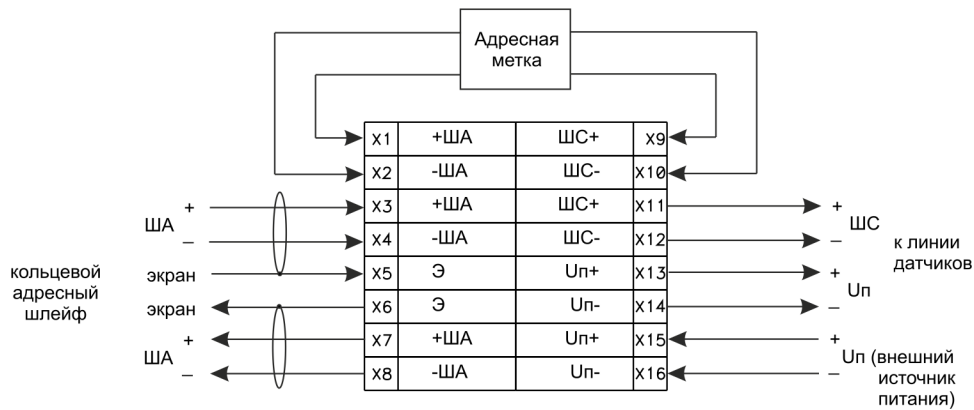 Адресная
метка
X1 +ША ШС+ X9
X2 -ША ШС- X10
X3 +ША ШС+ X11
X4 -ША ШС- X12
X5 Э Uп+ X13
X6 Э Uп- X14
X7 +ША Uп+ X15
X8 -ША Uп- X16
кольцевой
адресный
шлейф
+
ША
–
экран
экран
+
ША
–
+
ШС
–
к линии
датчиков
+
Uп
–
+
Uп (внешний
–
источник
питания)